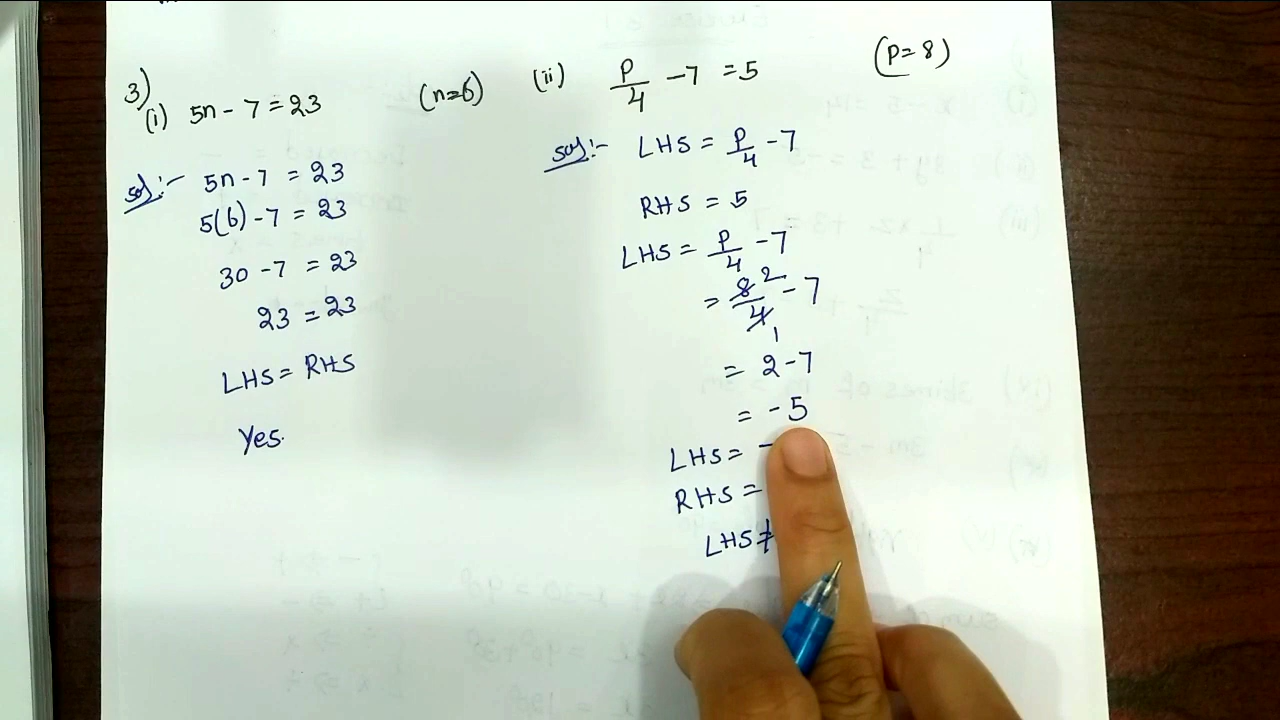 3)
(i) 5n - 7 = 23 (n=6)
sol:- 5n - 7 = 23
5(6) - 7 = 23
30 - 7 = 23
23 = 23
LHS = RHS
Yes.
(ii) P/4 - 7 = 5 (P=8)
sol:- LHS = P/4 - 7
RHS = 5
LHS = P/4 - 7
= 8/4 2 1 - 7
= 2 - 7
= -5
LHS = -
RHS =
LHS ≠